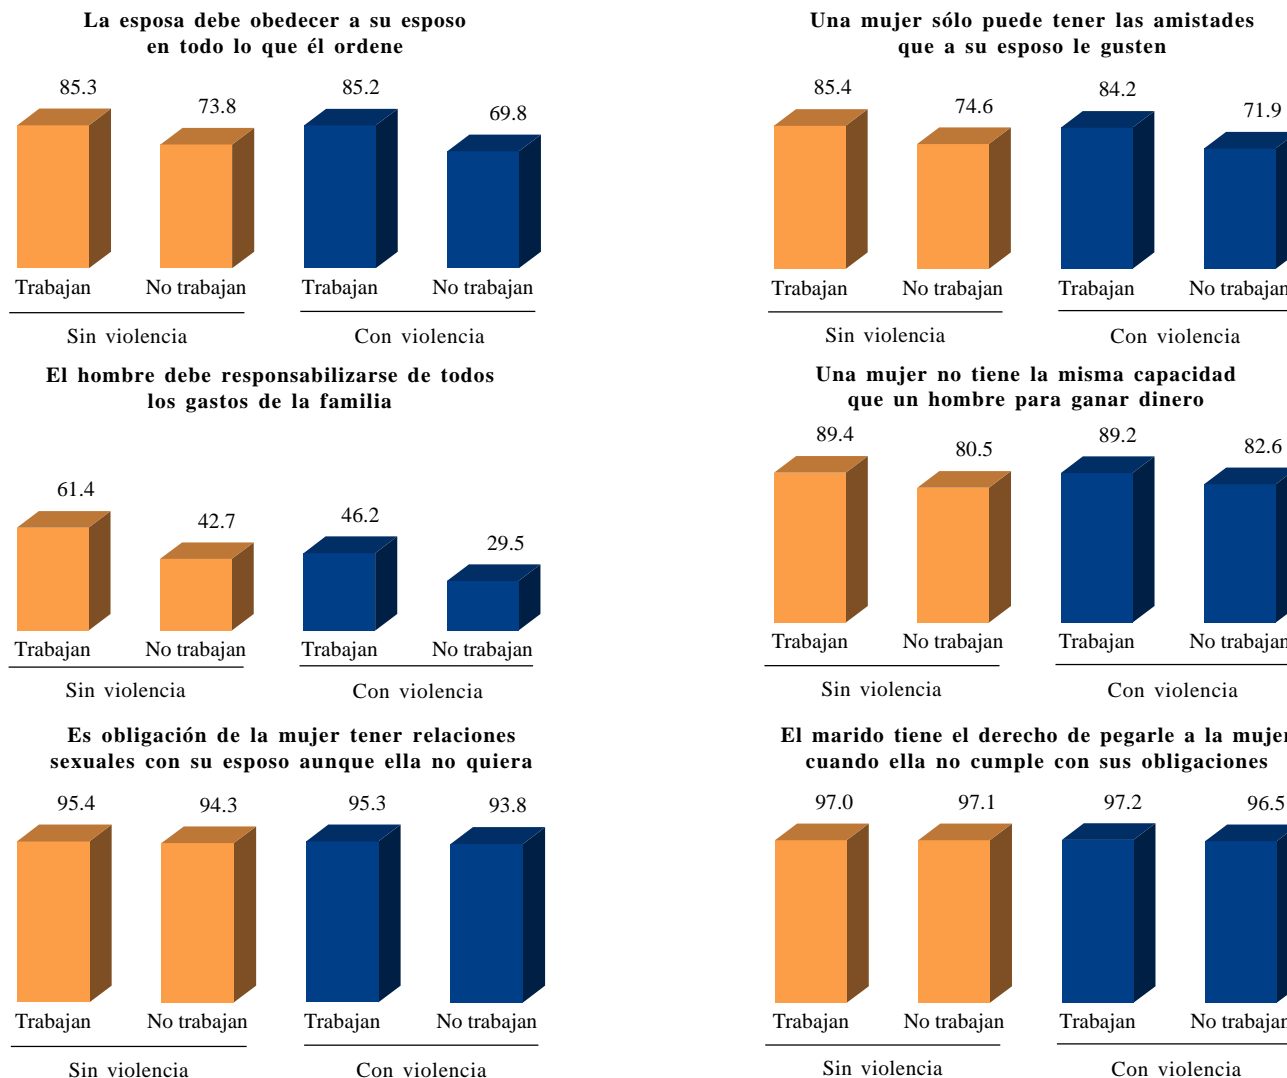 La esposa debe obedecer a su esposo
en todo lo que él ordene
85.3
73.8
85.2
69.8
Trabajan No trabajan Trabajan No trabajan
Sin violencia Con violencia
Una mujer sólo puede tener las amistades
que a su esposo le gusten
85.4
74.6
84.2
71.9
Trabajan No trabajan Trabajan No trabajan
Sin violencia Con violencia
El hombre debe responsabilizarse de todos
los gastos de la familia
61.4
42.7
46.2
29.5
Trabajan No trabajan Trabajan No trabajan
Sin violencia Con violencia
Una mujer no tiene la misma capacidad
que un hombre para ganar dinero
89.4
80.5
89.2
82.6
Trabajan No trabajan Trabajan No trabajan
Sin violencia Con violencia
Es obligación de la mujer tener relaciones
sexuales con su esposo aunque ella no quiera
95.4
94.3
95.3
93.8
Trabajan No trabajan Trabajan No trabajan
Sin violencia Con violencia
El marido tiene el derecho de pegarle a la mujer
cuando ella no cumple con sus obligaciones
97.0
97.1
97.2
96.5
Trabajan No trabajan Trabajan No trabajan
Sin violencia Con violencia